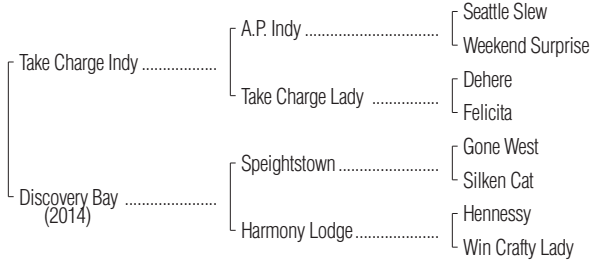 Seattle Slew
A.P. Indy ................................
Weekend Surprise
Take Charge Indy ..................
Dehere
Take Charge Lady ................
Felicita
Gone West
Speightstown ........................
Silken Cat
Discovery Bay ......................
(2014)
Hennessy
Harmony Lodge ....................
Win Crafty Lady